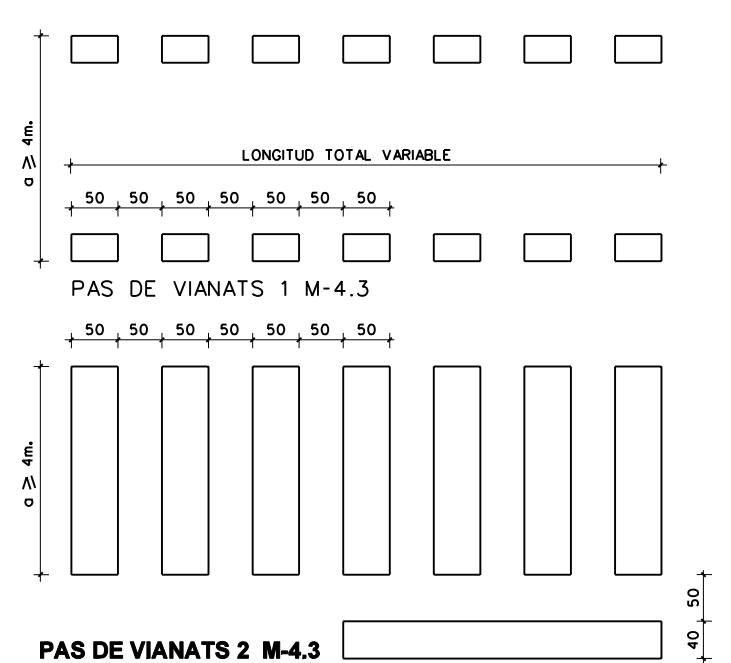 a ≥ 4m.
LONGITUD TOTAL VARIABLE
50 50 50 50 50 50 50
PAS DE VIANATS 1 M-4.3
50 50 50 50 50 50 50
a ≥ 4m.
50
40
PAS DE VIANATS 2 M-4.3